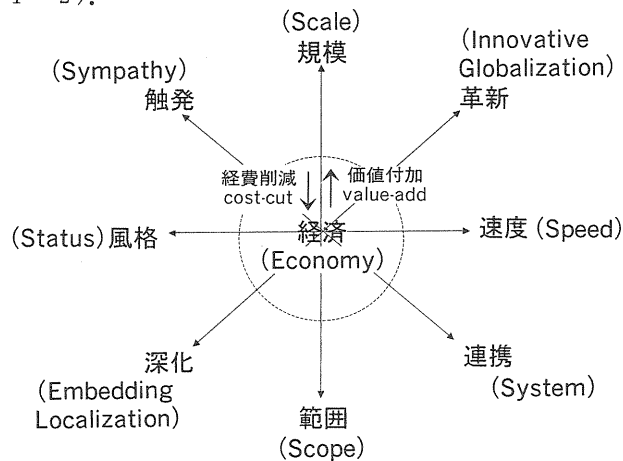 (Scale)
規模
(Innovative
Globalization)
革新
(Sympathy)
触発
経費削減
cost-cut
価値付加
value-add
(Status) 風格
経済
(Economy)
速度 (Speed)
深化
(Embedding
Localization)
連携
(System)
範囲
(Scope)